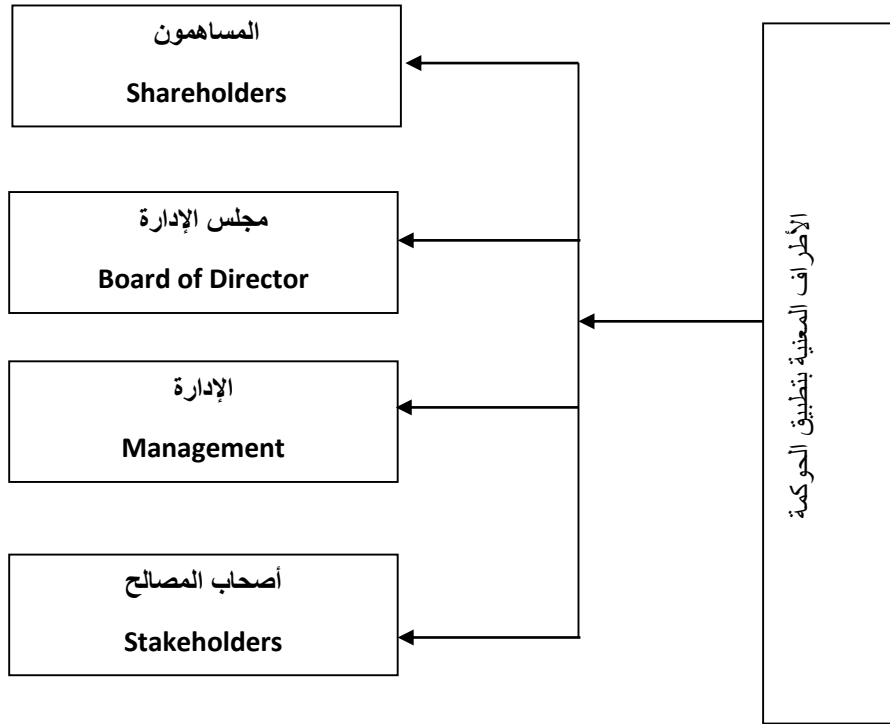 الأطراف المعنية بتطبيق الحوكمة
المساهمون
Shareholders
مجلس الإدارة
Board of Director
الإدارة
Management
أصحاب المصالح
Stakeholders